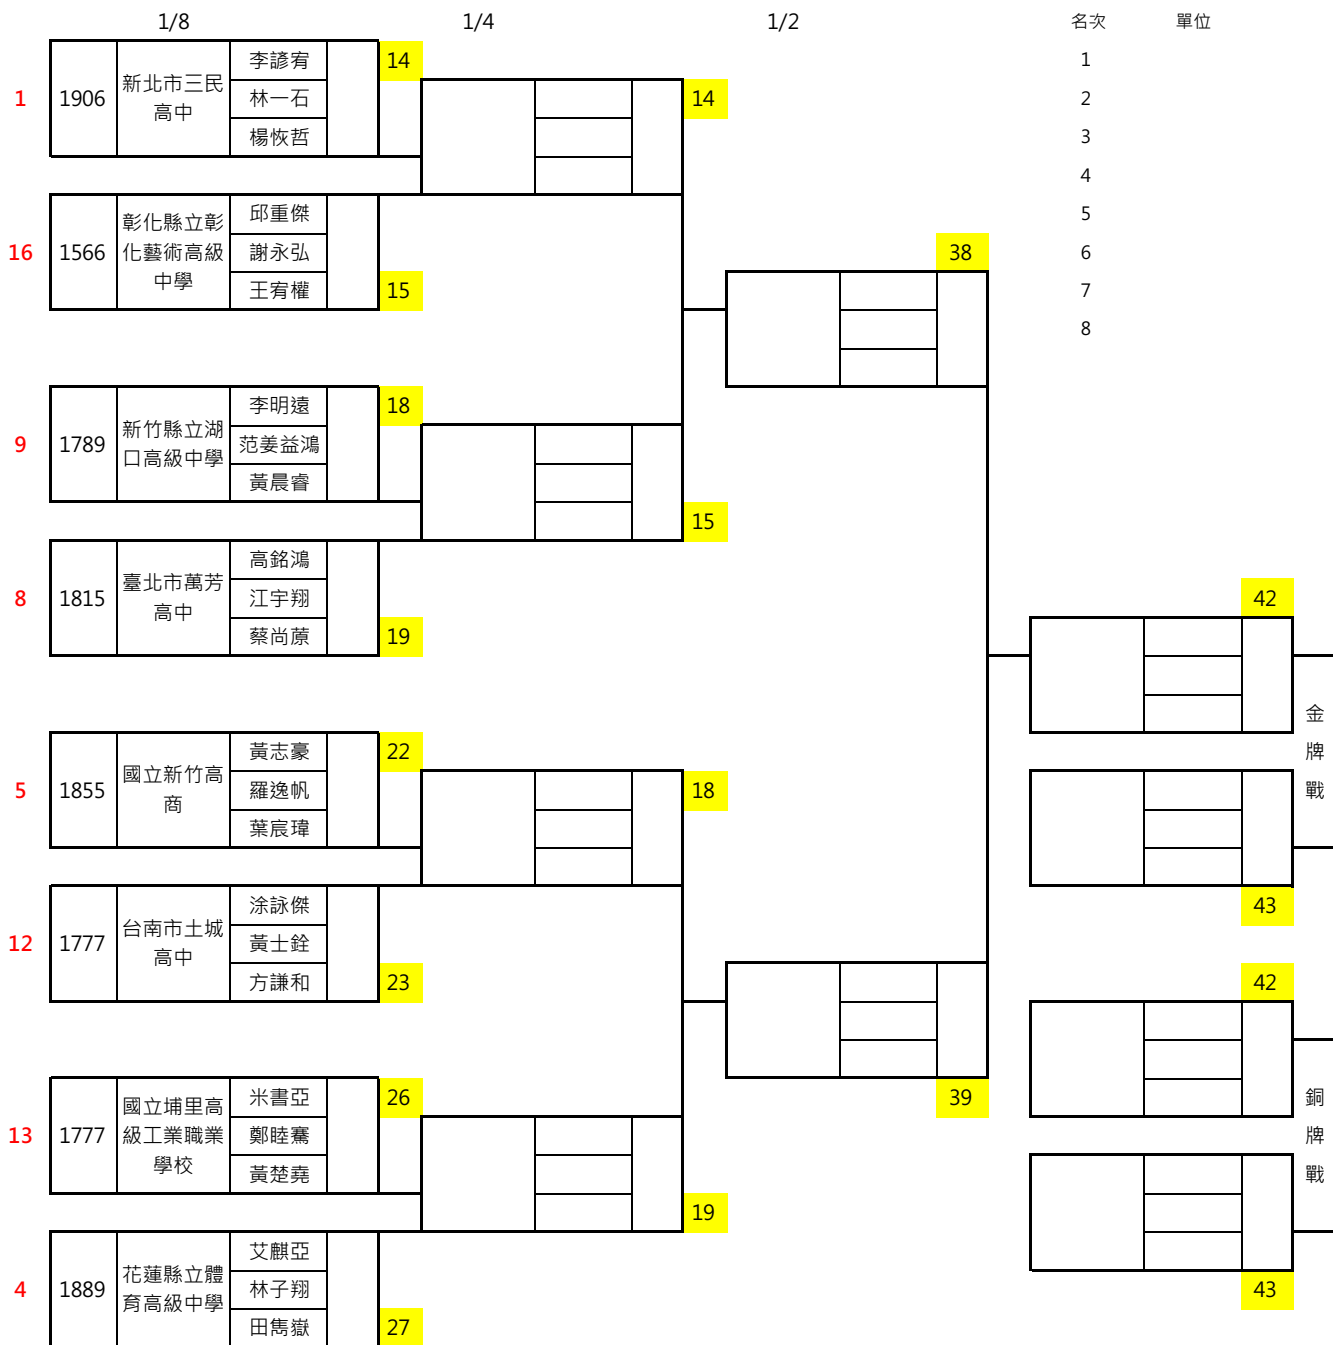 1/8
1/4
1/2
名次
單位
1
1906
新北市三民
高中
李諺宥
林一石
楊恢哲
14
14
1
2
3
4
5
6
7
8
16
1566
彰化縣立彰
化藝術高級
中學
邱重傑
謝永弘
王宥權
15
38
9
1789
新竹縣立湖
口高級中學
李明遠
范姜益鴻
黃晨睿
18
15
8
1815
臺北市萬芳
高中
高銘鴻
江宇翔
蔡尚蒝
19
42
5
1855
國立新竹高
商
黃志豪
羅逸帆
葉宸瑋
22
18
金
牌
戰
12
1777
台南市土城
高中
涂詠傑
黃士銓
方謙和
23
43
42
13
1777
國立埔里高
級工業職業
學校
米書亞
鄭睦騫
黃楚堯
26
39
銅
牌
戰
19
4
1889
花蓮縣立體
育高級中學
艾麒亞
林子翔
田雋嶽
27
43